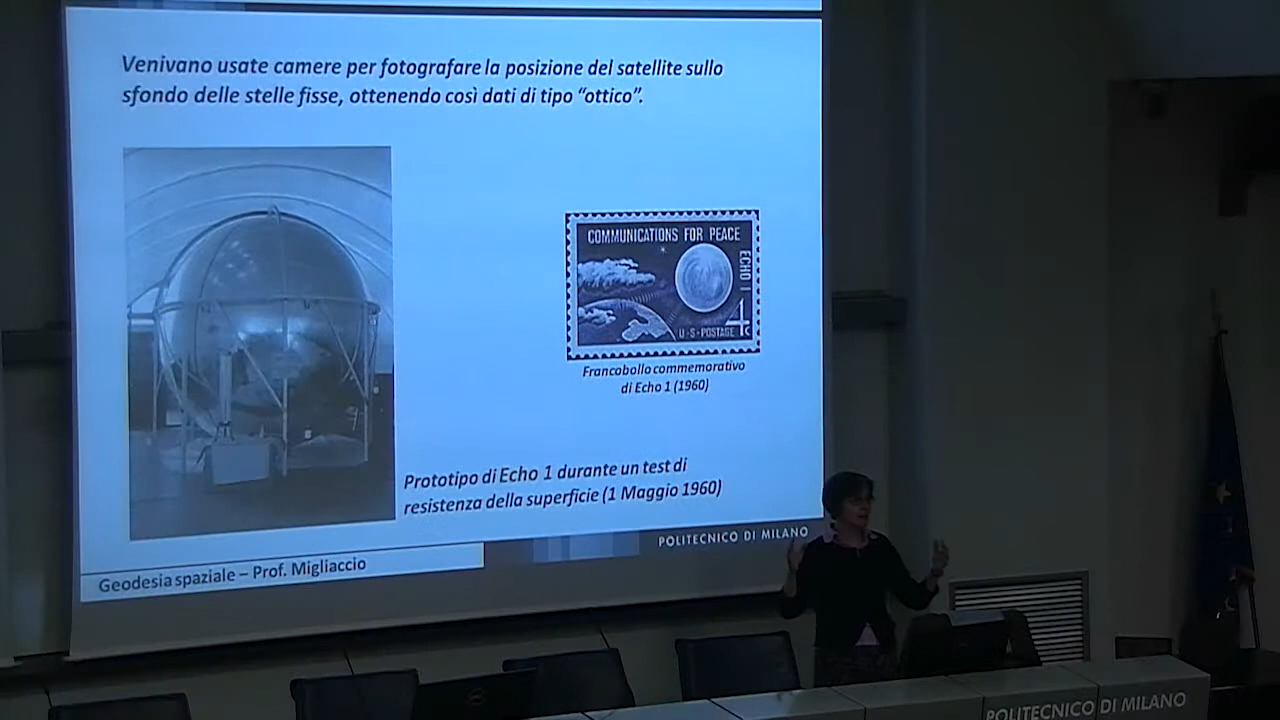 Venivano usate camere per fotografare la posizione del satellite sullo
sfondo delle stelle fisse, ottenendo così dati di tipo "ottico".
COMMUNICATIONS FOR PEACE
ECHO I
4c
U·S·POSTAGE
Francobollo commemorativo
di Echo 1 (1960)
Prototipo di Echo 1 durante un test di
resistenza della superficie (1 Maggio 1960)
POLITECNICO DI MILANO
Geodesia spaziale – Prof. Migliaccio
POLITECNICO DI MILANO